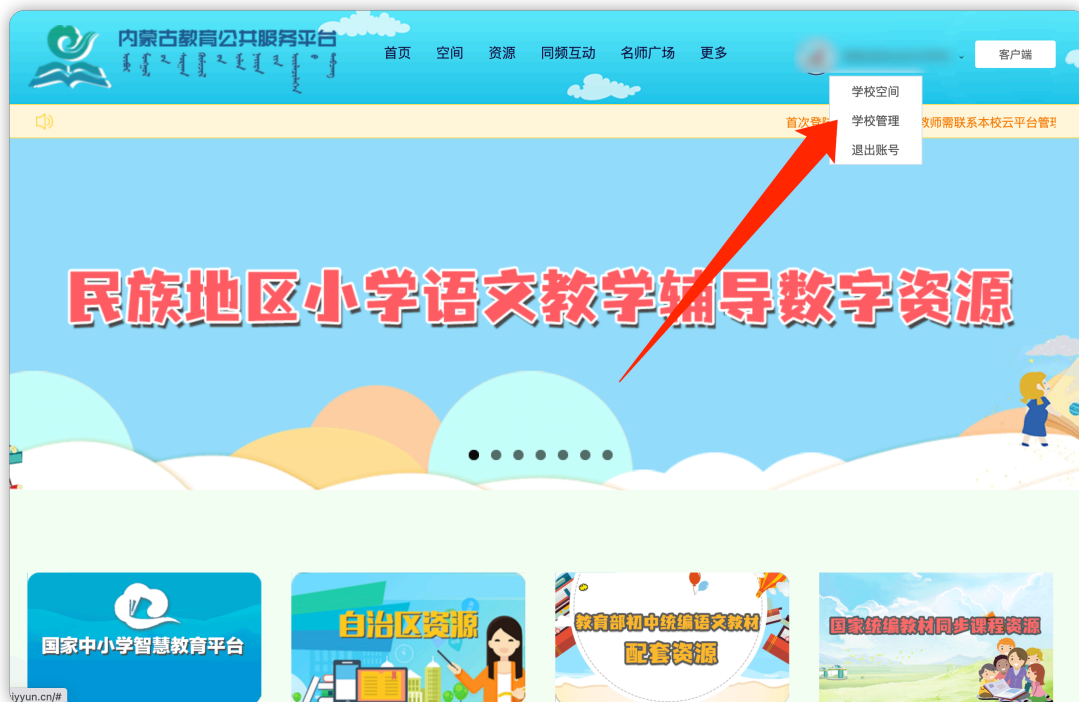 内蒙古教育公共服务平台
首页 空间 资源 同频互动 名师广场 更多
客户端
学校空间
学校管理
退出账号
首次登
教师需联系本校云平台管理
民族地区小学语文教学辅导数字资源
国家中小学智慧教育平台
自治区资源
教育部初中统编语文教材
配套资源
国家统编教材同步课程资源
iyyun.cn/#